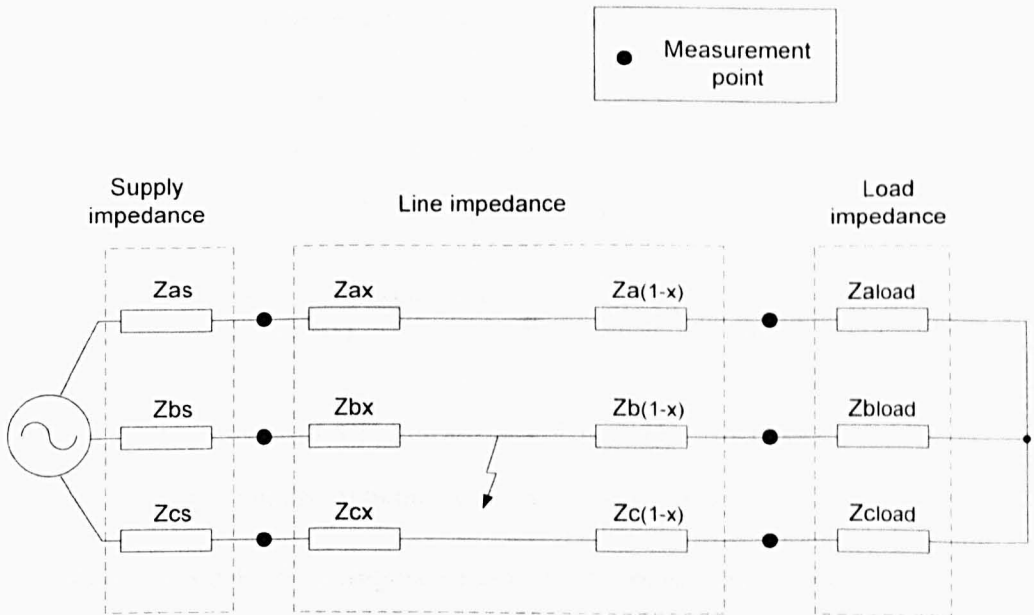 Measurement
point
Supply
impedance
Line impedance
Load
impedance
Zas
Zax
Za(1-x)
Zaload
Zbs
Zbx
Zb(1-x)
Zbload
Zcs
Zcx
Zc(1-x)
Zcload